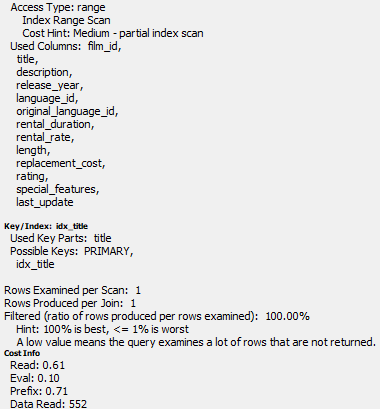 Access Type: range
Index Range Scan
Cost Hint: Medium - partial index scan
Used Columns: film_id,
title,
description,
release_year,
language_id,
original_language_id,
rental_duration,
rental_rate,
length,
replacement_cost,
rating,
special_features,
last_update
Key/Index: idx_title
Used Key Parts: title
Possible Keys: PRIMARY,
idx_title
Rows Examined per Scan: 1
Rows Produced per Join: 1
Filtered (ratio of rows produced per rows examined): 100.00%
Hint: 100% is best, <= 1% is worst
A low value means the query examines a lot of rows that are not returned.
Cost Info
Read: 0.61
Eval: 0.10
Prefix: 0.71
Data Read: 552